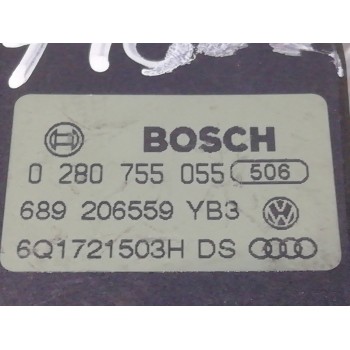 BOSCH
0 280 755 055 506
689 206559 YB3
6Q1721503H DS